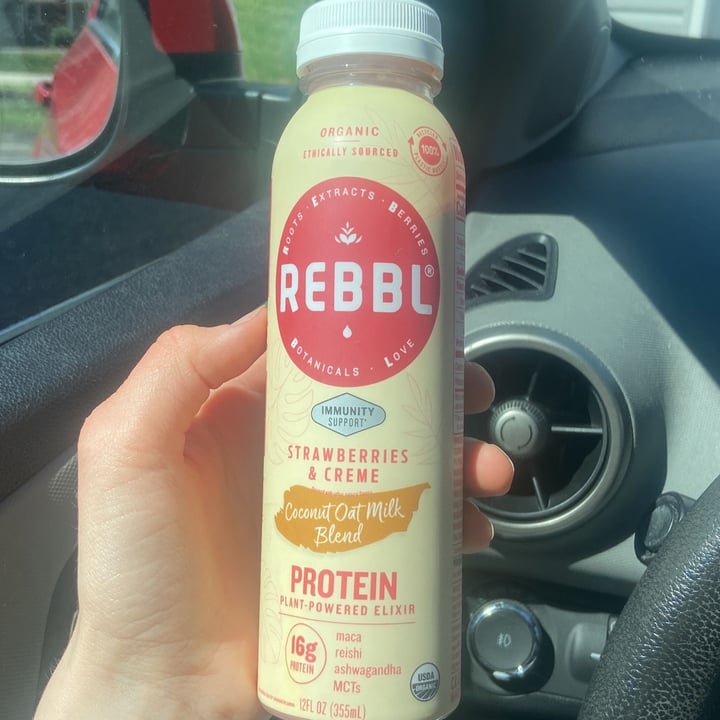 ORGANIC
ETHICALLY SOURCED
100%
ROOTS · EXTRACTS · BERRIES
REBBL®
BOTANICALS · LOVE
IMMUNITY
SUPPORT*
STRAWBERRIES
& CREME
Coconut Oat Milk
Blend
PROTEIN
PLANT-POWERED ELIXIR
16g
PROTEIN
maca
reishi
ashwagandha
MCTs
USDA
ORGANIC
12FL OZ (355mL)